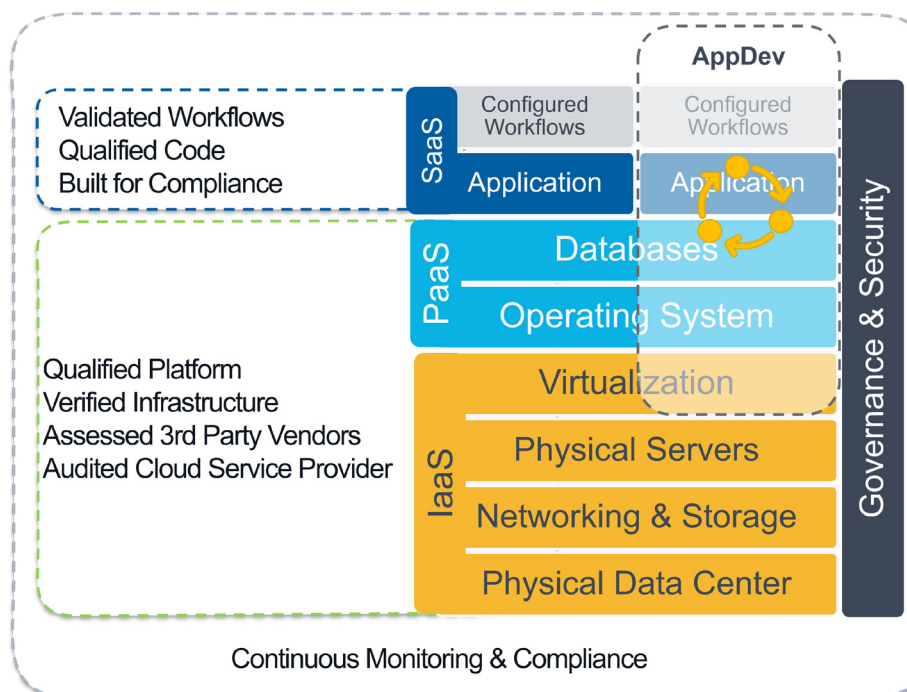 AppDev
Validated Workflows
Qualified Code
Built for Compliance
SaaS
Configured
Workflows
Configured
Workflows
Application
Application
Qualified Platform
Verified Infrastructure
Assessed 3rd Party Vendors
Audited Cloud Service Provider
PaaS
Databases
Operating System
IaaS
Virtualization
Physical Servers
Networking & Storage
Physical Data Center
Governance & Security
Continuous Monitoring & Compliance